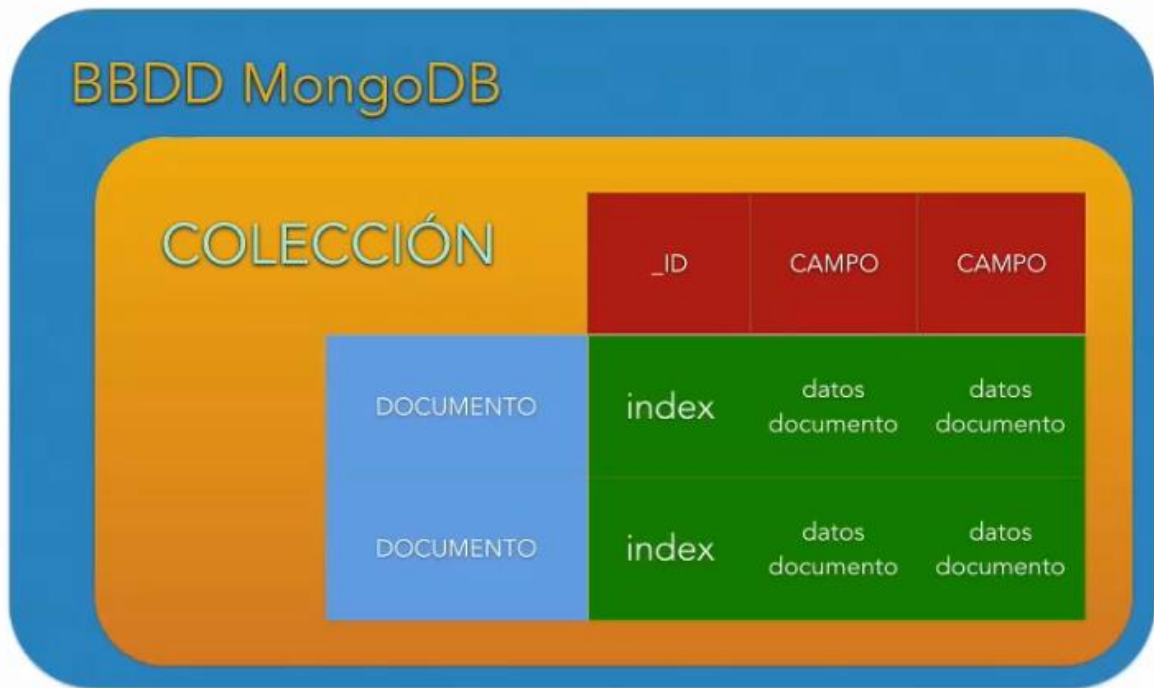 BBDD MongoDB
COLECCIÓN
_ID
CAMPO
CAMPO
DOCUMENTO
index
datos
documento
datos
documento
DOCUMENTO
index
datos
documento
datos
documento